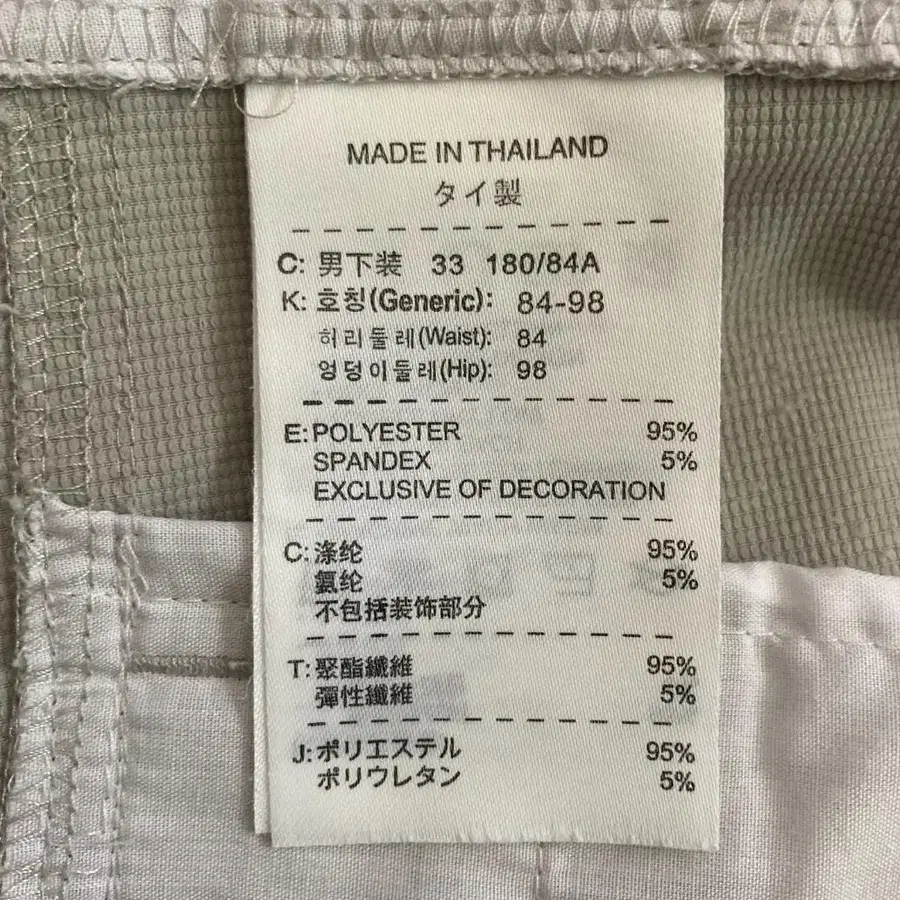 MADE IN THAILAND
タイ製
C: 男下装 33 180/84A
K: 호칭(Generic): 84-98
허리둘레(Waist): 84
엉덩이둘레(Hip): 98
E: POLYESTER 95%
SPANDEX 5%
EXCLUSIVE OF DECORATION
C: 涤纶 95%
氨纶 5%
不包括装饰部分
T: 聚酯纖維 95%
彈性纖維 5%
J: ポリエステル 95%
ポリウレタン 5%